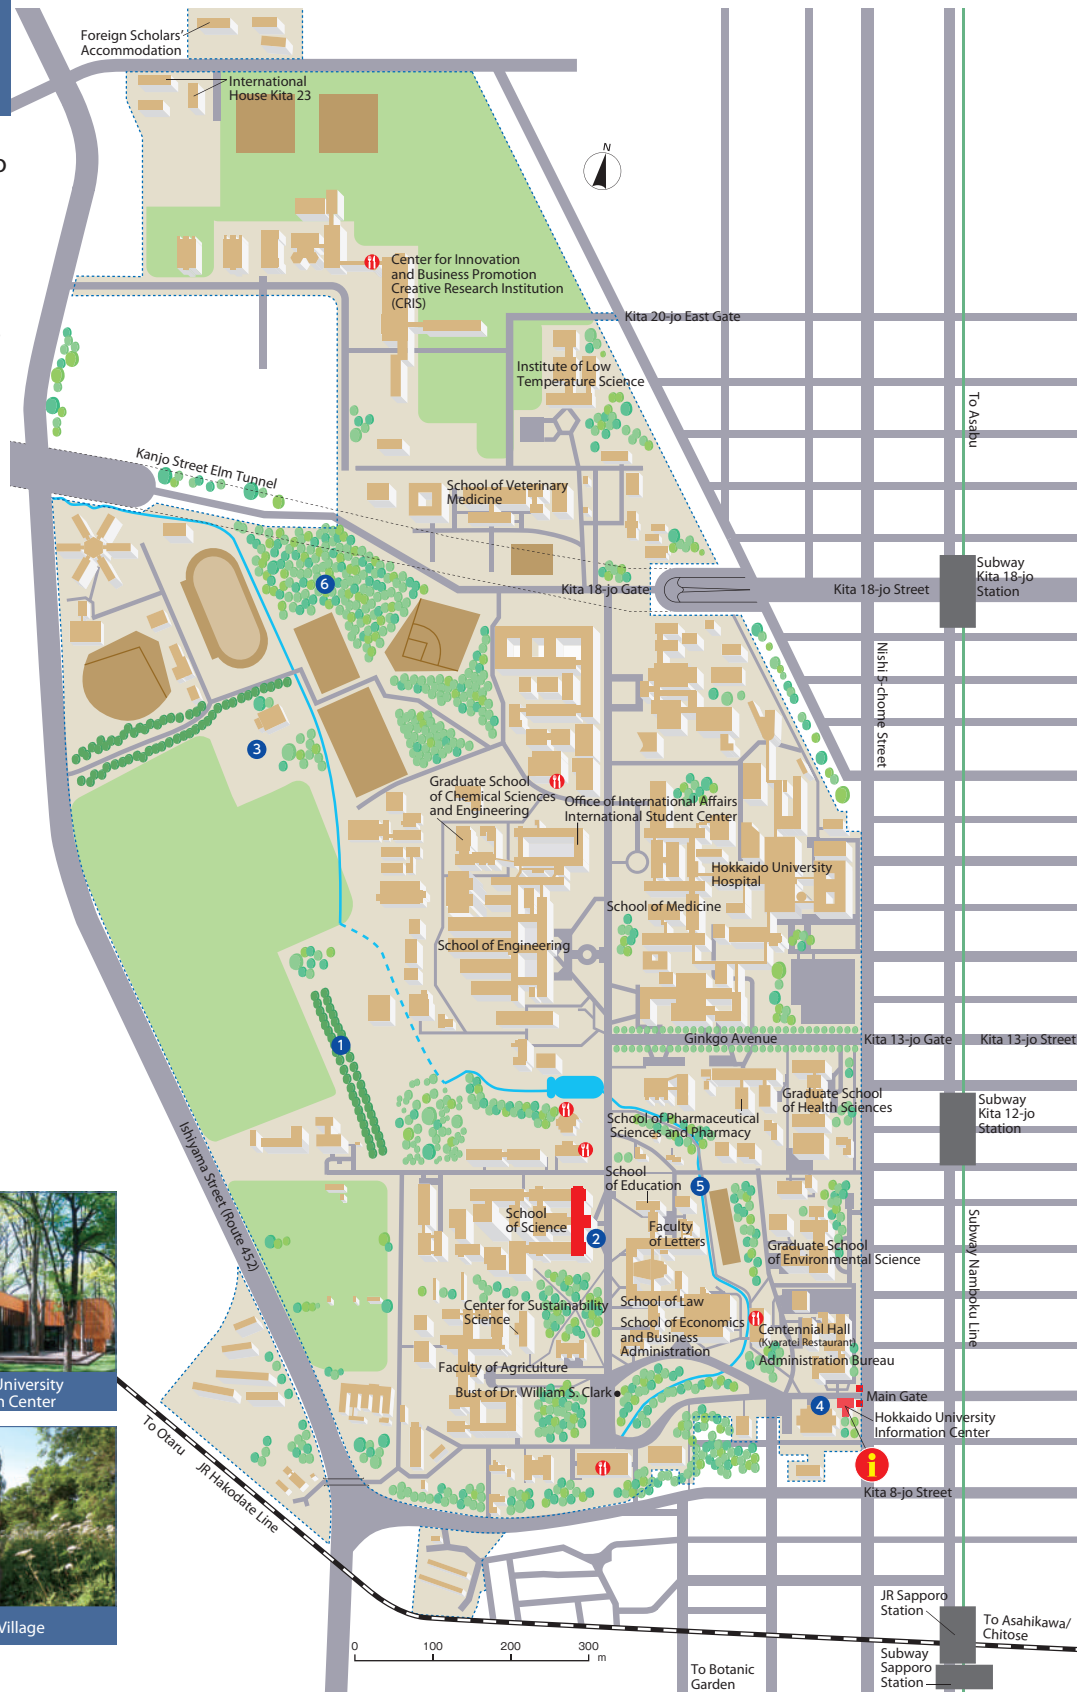 Foreign Scholars'
Accommodation
International
House Kita 23
N
Center for Innovation
and Business Promotion
Creative Research Institution
(CRIS)
Kita 20-jo East Gate
Institute of Low
Temperature Science
To Asabu
Kanjo Street Elm Tunnel
School of Veterinary
Medicine
Subway
Kita 18-jo
Station
6
Kita 18-jo Gate
Kita 18-jo Street
Nishi 5-chome Street
3
Graduate School
of Chemical Sciences
and Engineering
Office of International Affairs
International Student Center
Hokkaido University
Hospital
School of Medicine
School of Engineering
1
Ginkgo Avenue
Kita 13-jo Gate
Kita 13-jo Street
Graduate School
of Health Sciences
Subway
Kita 12-jo
Station
School of Pharmaceutical
Sciences and Pharmacy
Ishiyama Street (Route 452)
School
of Education
5
School
of Science
2
Faculty
of Letters
Graduate School
of Environmental Science
Subway Namboku Line
Center for Sustainability
Science
School of Law
School of Economics
and Business
Administration
Centennial Hall
(Kyaratel Restaurant)
Administration Bureau
Faculty of Agriculture
Bust of Dr. William S. Clark
Main Gate
4
Hokkaido University
Information Center
i
Kita 8-jo Street
University
n Center
To Otaru
JR Hakodate Line
Village
JR Sapporo
Station
To Asahikawa/
Chitose
0 100 200 300
m
Subway
Sapporo
Station
To Botanic
Garden